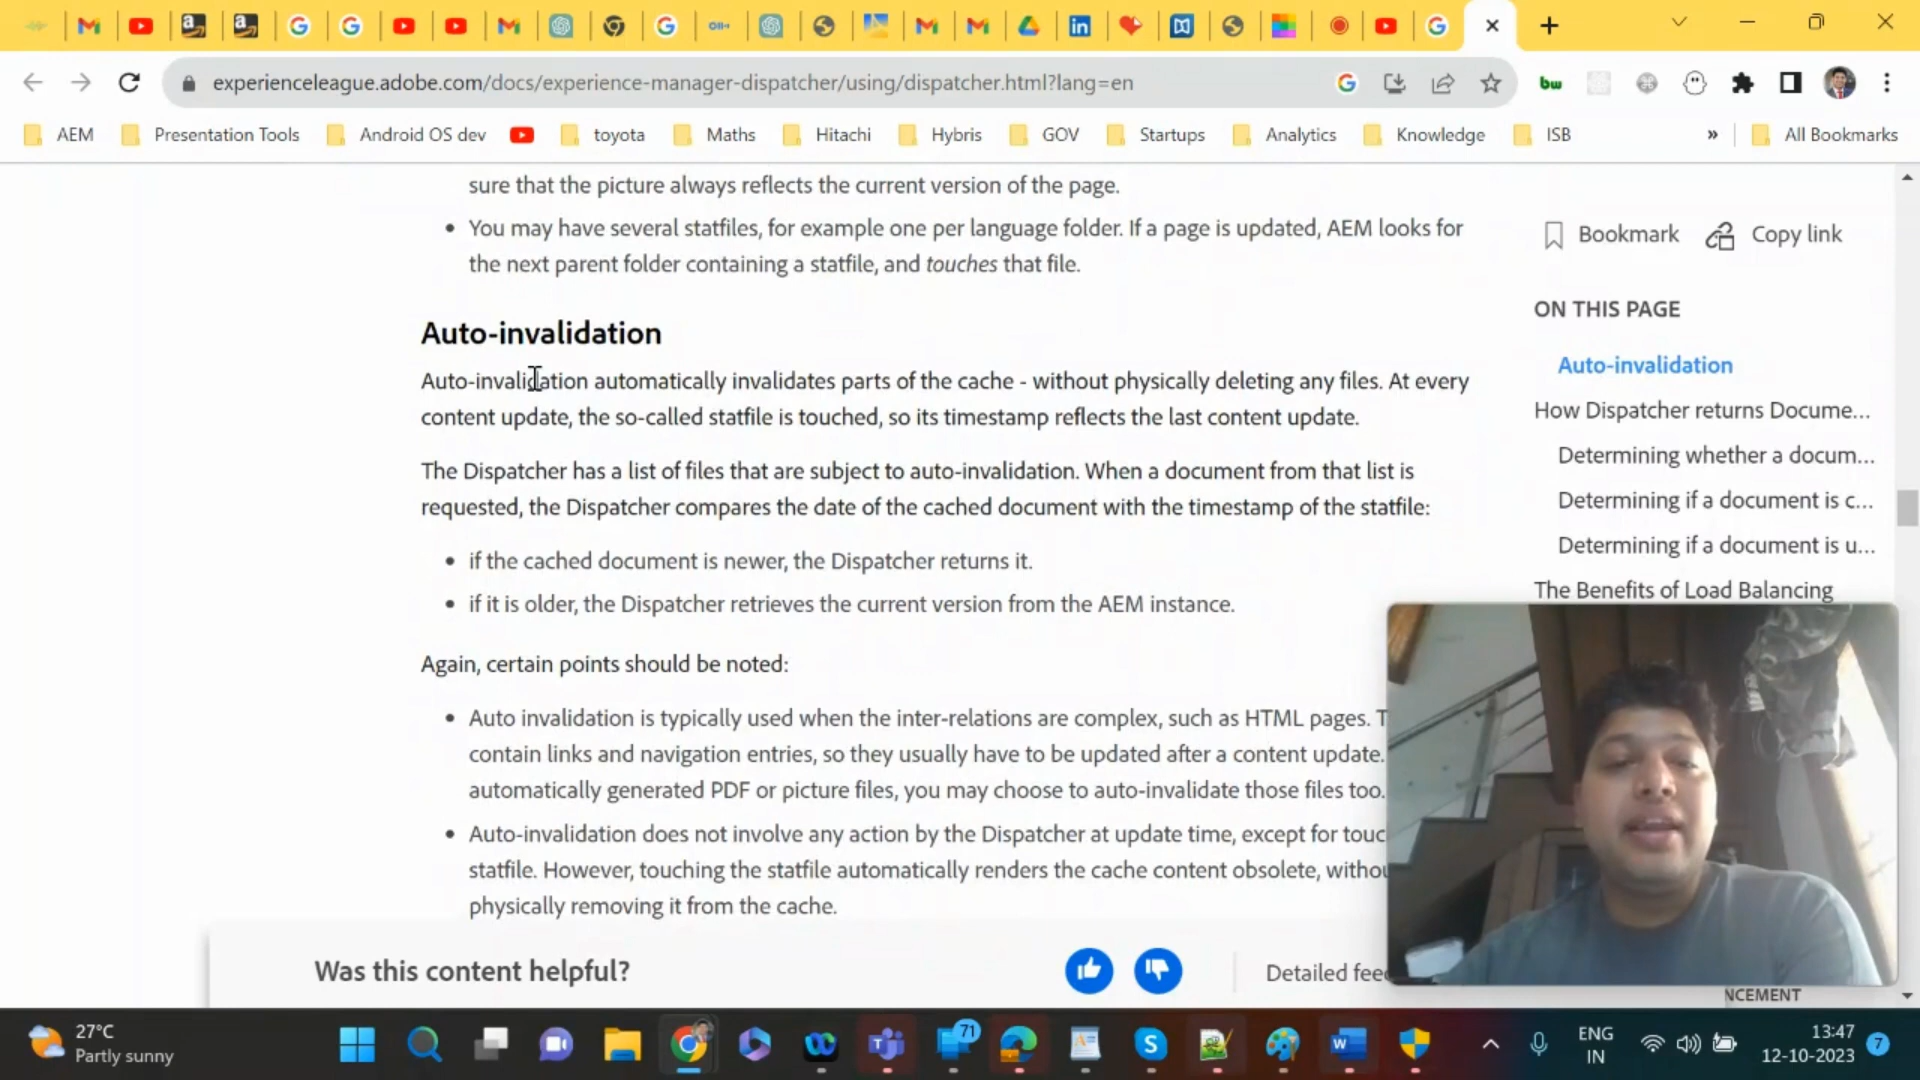 experienceleague.adobe.com/docs/experience-manager-dispatcher/using/dispatcher.html?lang=en
bw
AEM
Presentation Tools
Android OS dev
toyota
Maths
Hitachi
Hybris
GOV
Startups
Analytics
Knowledge
ISB
»
All Bookmarks
sure that the picture always reflects the current version of the page.
• You may have several statfiles, for example one per language folder. If a page is updated, AEM looks for
the next parent folder containing a statfile, and touches that file.
Auto-invalidation
Auto-invalidation automatically invalidates parts of the cache - without physically deleting any files. At every
content update, the so-called statfile is touched, so its timestamp reflects the last content update.
The Dispatcher has a list of files that are subject to auto-invalidation. When a document from that list is
requested, the Dispatcher compares the date of the cached document with the timestamp of the statfile:
• if the cached document is newer, the Dispatcher returns it.
• if it is older, the Dispatcher retrieves the current version from the AEM instance.
Again, certain points should be noted:
• Auto invalidation is typically used when the inter-relations are complex, such as HTML pages. T
contain links and navigation entries, so they usually have to be updated after a content update.
automatically generated PDF or picture files, you may choose to auto-invalidate those files too.
• Auto-invalidation does not involve any action by the Dispatcher at update time, except for touc
statfile. However, touching the statfile automatically renders the cache content obsolete, withou
physically removing it from the cache.
Bookmark
Copy link
ON THIS PAGE
Auto-invalidation
How Dispatcher returns Docume...
Determining whether a docum...
Determining if a document is c...
Determining if a document is u...
The Benefits of Load Balancing
NCEMENT
Was this content helpful?
Detailed fee
27°C
Partly sunny
71
ENG
IN
13:47
12-10-2023
7